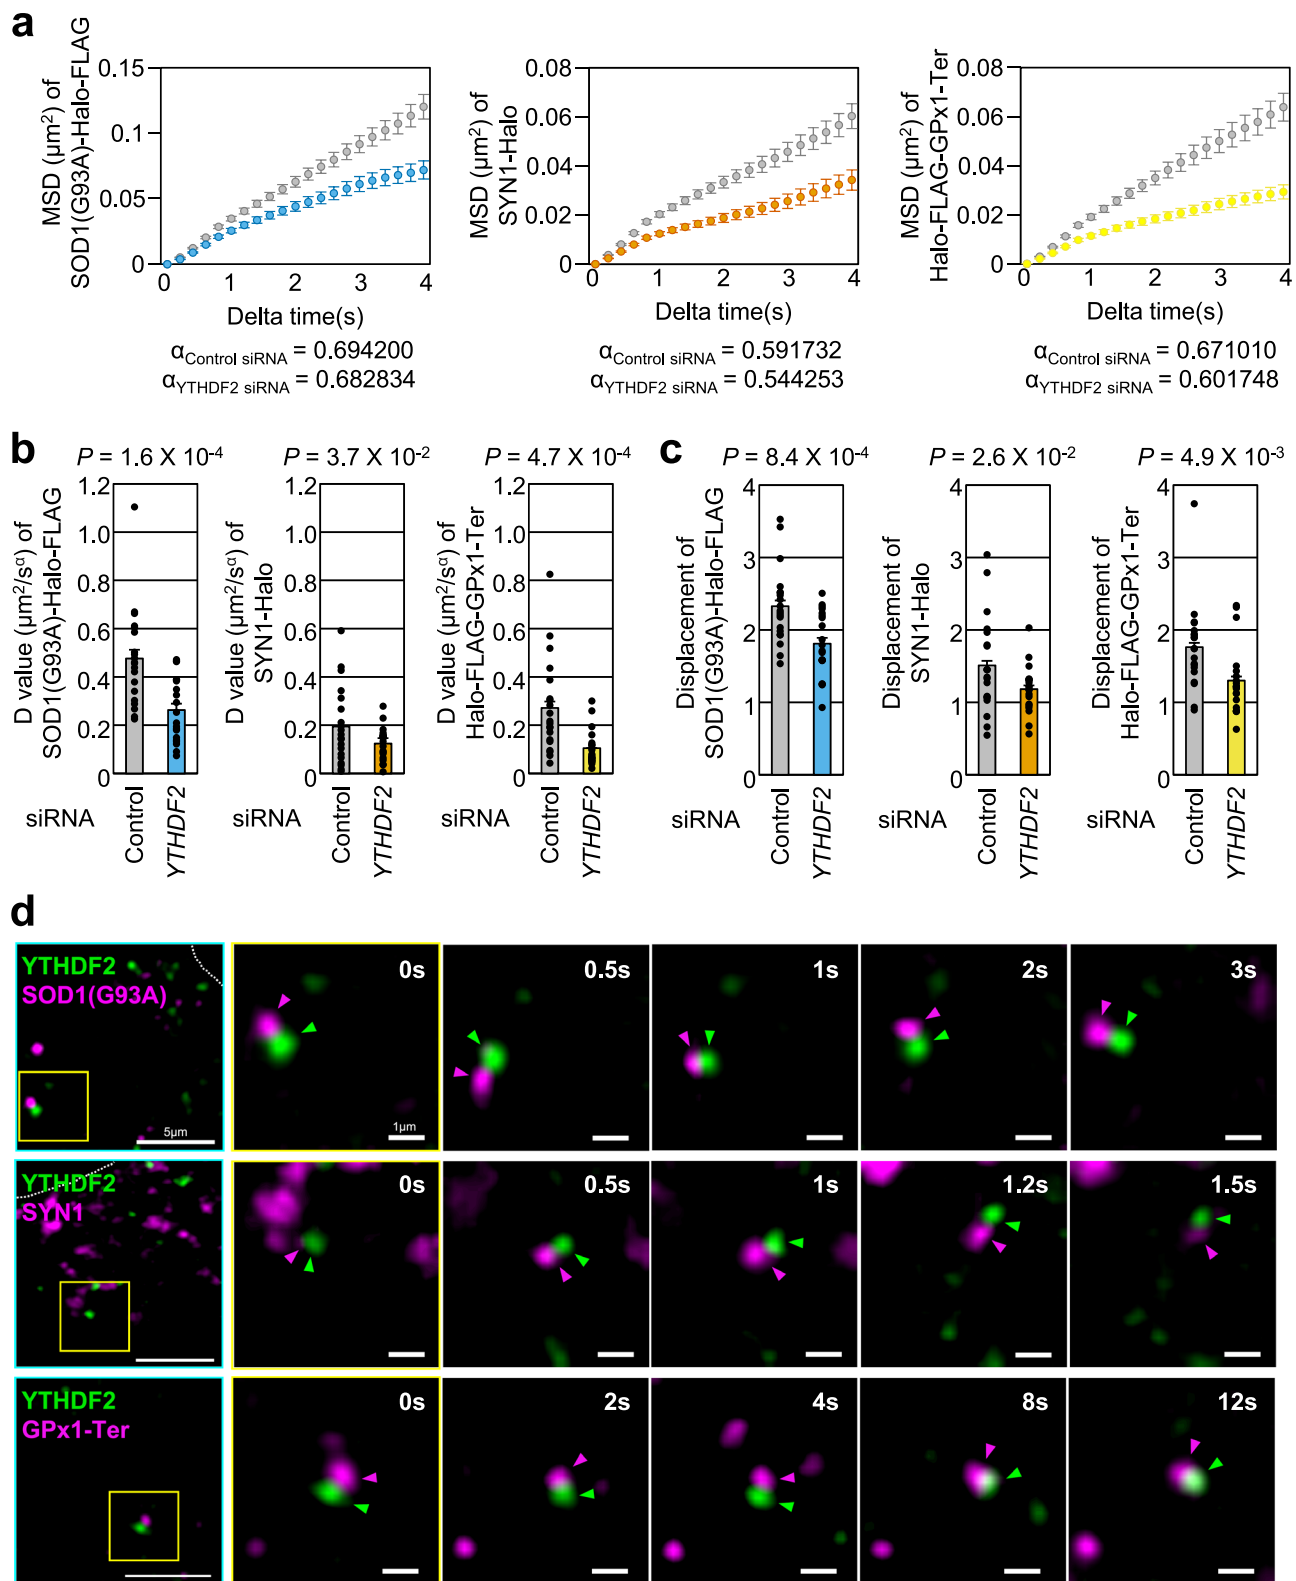 a
MSD (μm²) of
SOD1(G93A)-Halo-FLAG
0.15
0.1
0.05
0
0 1 2 3 4
Delta time(s)
αControl siRNA = 0.694200
αYTHDF2 siRNA = 0.682834
MSD (μm²) of
SYN1-Halo
0.08
0.06
0.04
0.02
0
0 1 2 3 4
Delta time(s)
αControl siRNA = 0.591732
αYTHDF2 siRNA = 0.544253
MSD (μm²) of
Halo-FLAG-GPx1-Ter
0.08
0.06
0.04
0.02
0
0 1 2 3 4
Delta time(s)
αControl siRNA = 0.671010
αYTHDF2 siRNA = 0.601748
b
P = 1.6 X 10⁻⁴
D value (μm²/sᵅ) of
SOD1(G93A)-Halo-FLAG
1.2
1.0
0.8
0.6
0.4
0.2
0
siRNA
Control
YTHDF2
P = 3.7 X 10⁻²
D value (μm²/sᵅ) of
SYN1-Halo
1.2
1.0
0.8
0.6
0.4
0.2
0
siRNA
Control
YTHDF2
P = 4.7 X 10⁻⁴
D value (μm²/sᵅ) of
Halo-FLAG-GPx1-Ter
1.2
1.0
0.8
0.6
0.4
0.2
0
siRNA
Control
YTHDF2
c
P = 8.4 X 10⁻⁴
Displacement of
SOD1(G93A)-Halo-FLAG
4
3
2
1
0
siRNA
Control
YTHDF2
P = 2.6 X 10⁻²
Displacement of
SYN1-Halo
4
3
2
1
0
siRNA
Control
YTHDF2
P = 4.9 X 10⁻³
Displacement of
Halo-FLAG-GPx1-Ter
4
3
2
1
0
siRNA
Control
YTHDF2
d
YTHDF2
SOD1(G93A)
5μm
0s
1μm
0.5s
1s
2s
3s
YTHDF2
SYN1
0s
0.5s
1s
1.2s
1.5s
YTHDF2
GPx1-Ter
0s
2s
4s
8s
12s